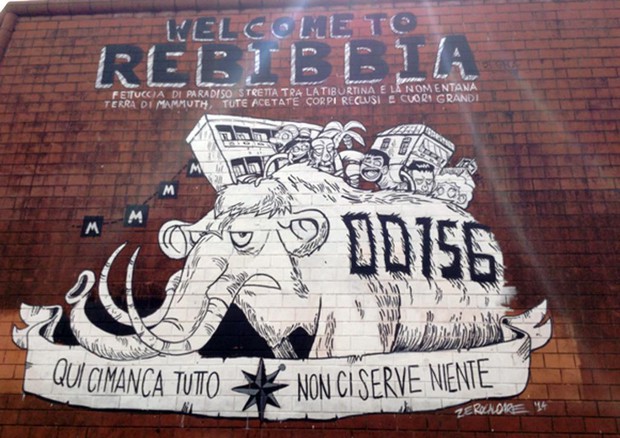 WELCOME TO
REBIBBIA
FETTUCCIA DI PARADISO STRETTA TRA LA TIBURTINA E LA NOMENTANA
TERRA DI MAMMUTH, TUTE ACETATE CORPI RECLUSI E CUORI GRANDI
M
M
M
M
00156
QUI CI MANCA TUTTO NON CI SERVE NIENTE
ZEROCALCARE '14